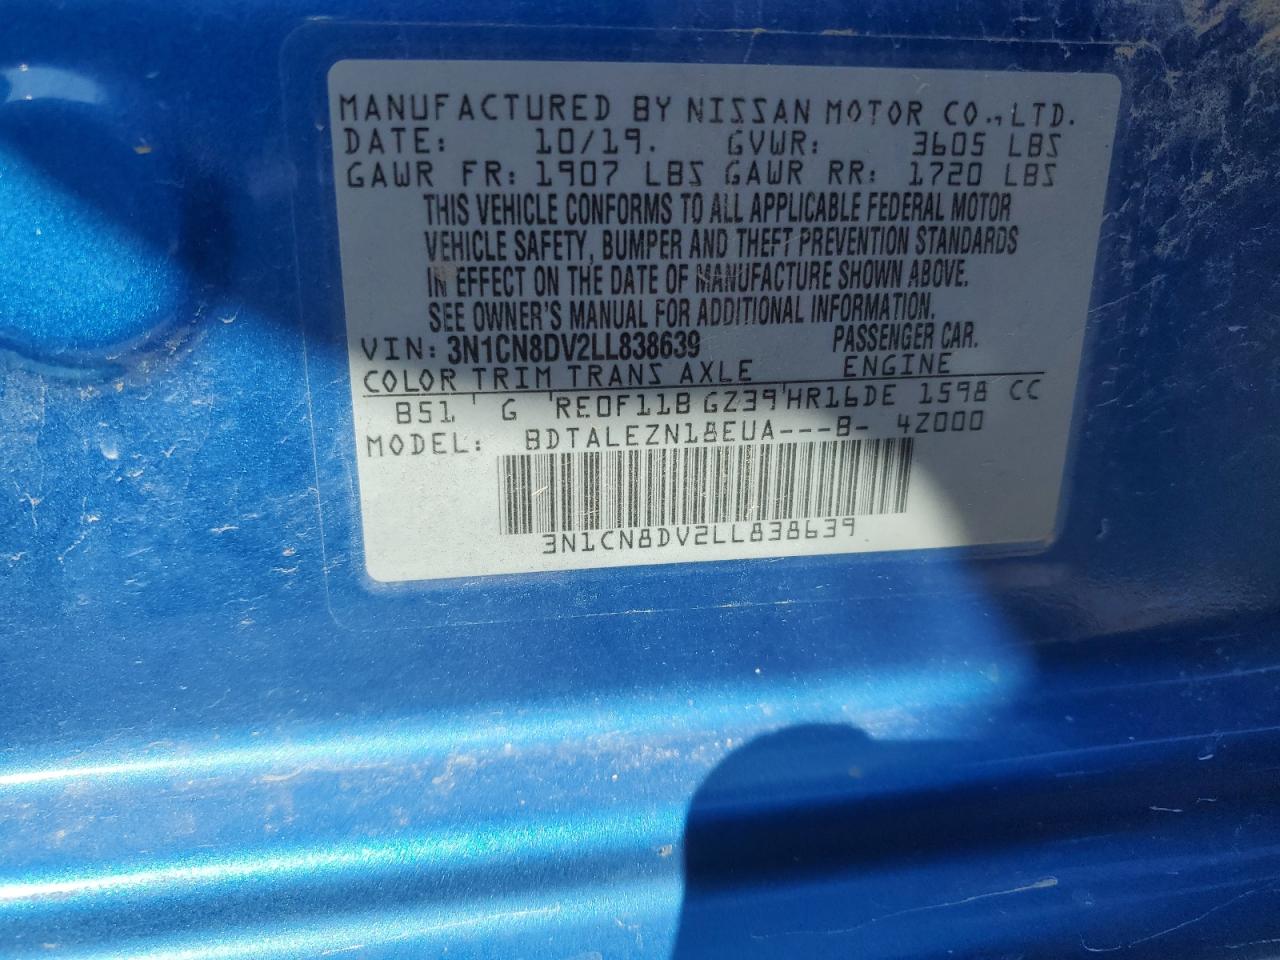 MANUFACTURED BY NISSAN MOTOR CO., LTD.
DATE: 10/19. GVWR: 3605 LBS
GAWR FR: 1907 LBS GAWR RR: 1720 LBS
THIS VEHICLE CONFORMS TO ALL APPLICABLE FEDERAL MOTOR
VEHICLE SAFETY, BUMPER AND THEFT PREVENTION STANDARDS
IN EFFECT ON THE DATE OF MANUFACTURE SHOWN ABOVE.
SEE OWNER'S MANUAL FOR ADDITIONAL INFORMATION.
VIN: 3N1CN8DV2LL838639 PASSENGER CAR.
COLOR TRIM TRANS AXLE ENGINE
B51 G RE0F11B GZ39 HR16DE 1598 CC
MODEL: BDTALEZN18EUA---B- 4Z000
3N1CN8DV2LL838639